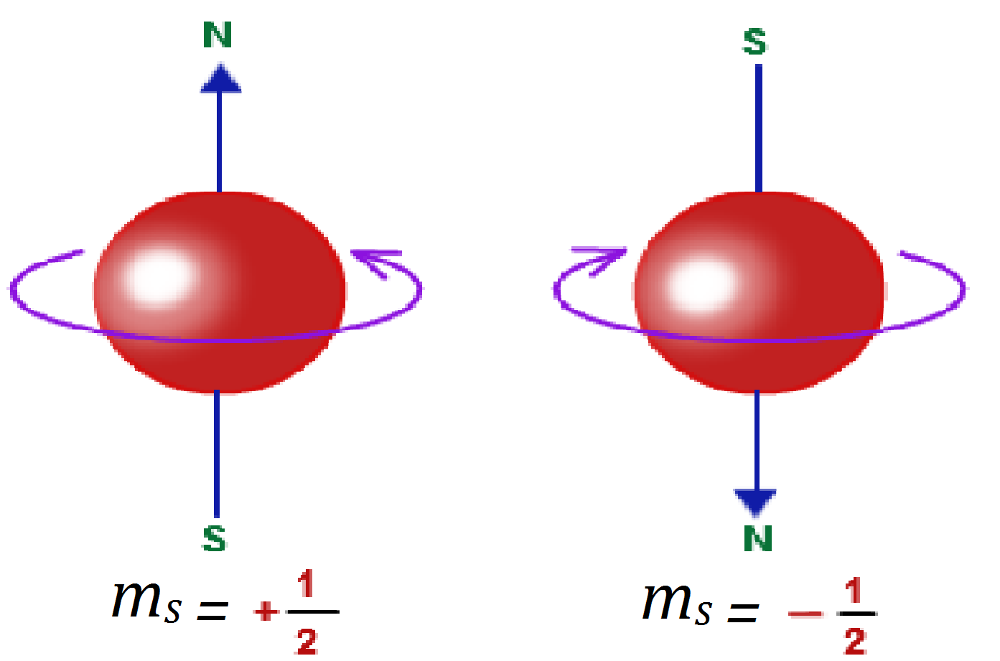 N
S
S
N
mₛ = + 1/2
mₛ = − 1/2